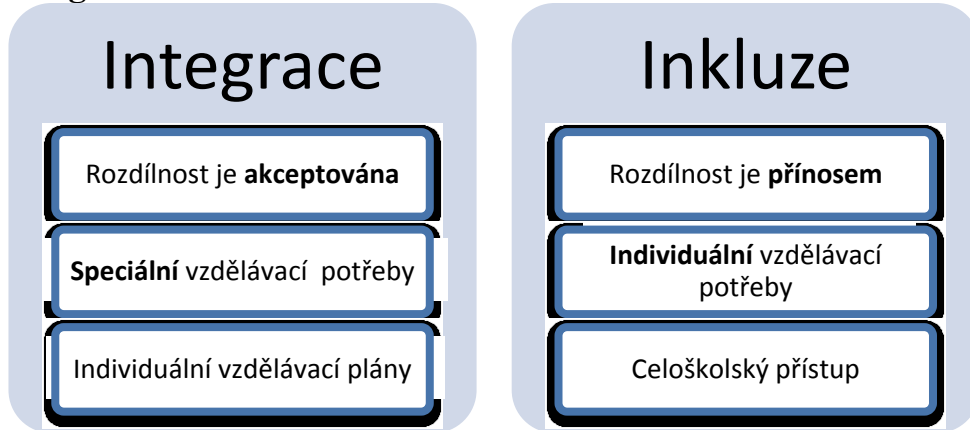 Integrace
Rozdílnost je akceptována
Speciální vzdělávací potřeby
Individuální vzdělávací plány
Inkluze
Rozdílnost je přínosem
Individuální vzdělávací
potřeby
Celoškolský přístup